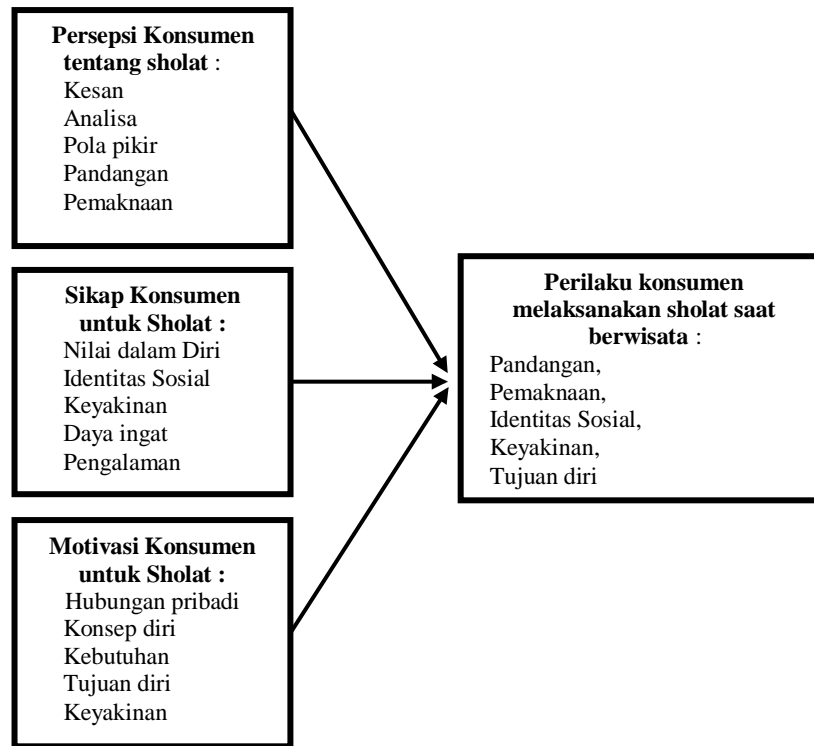 Persepsi Konsumen
tentang sholat :
Kesan
Analisa
Pola pikir
Pandangan
Pemaknaan
Sikap Konsumen
untuk Sholat :
Nilai dalam Diri
Identitas Sosial
Keyakinan
Daya ingat
Pengalaman
Motivasi Konsumen
untuk Sholat :
Hubungan pribadi
Konsep diri
Kebutuhan
Tujuan diri
Keyakinan
Perilaku konsumen
melaksanakan sholat saat
berwisata :
Pandangan,
Pemaknaan,
Identitas Sosial,
Keyakinan,
Tujuan diri